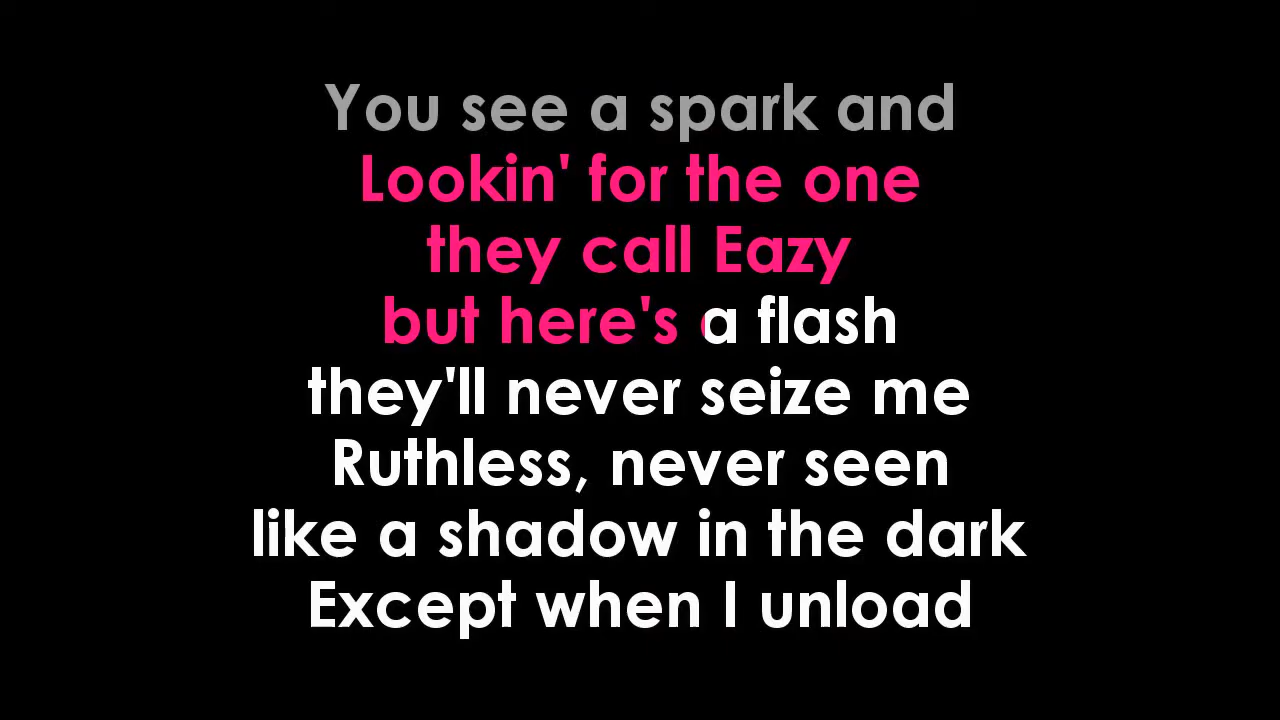 You see a spark and
Lookin' for the one
they call Eazy
but here's a flash
they'll never seize me
Ruthless, never seen
like a shadow in the dark
Except when I unload